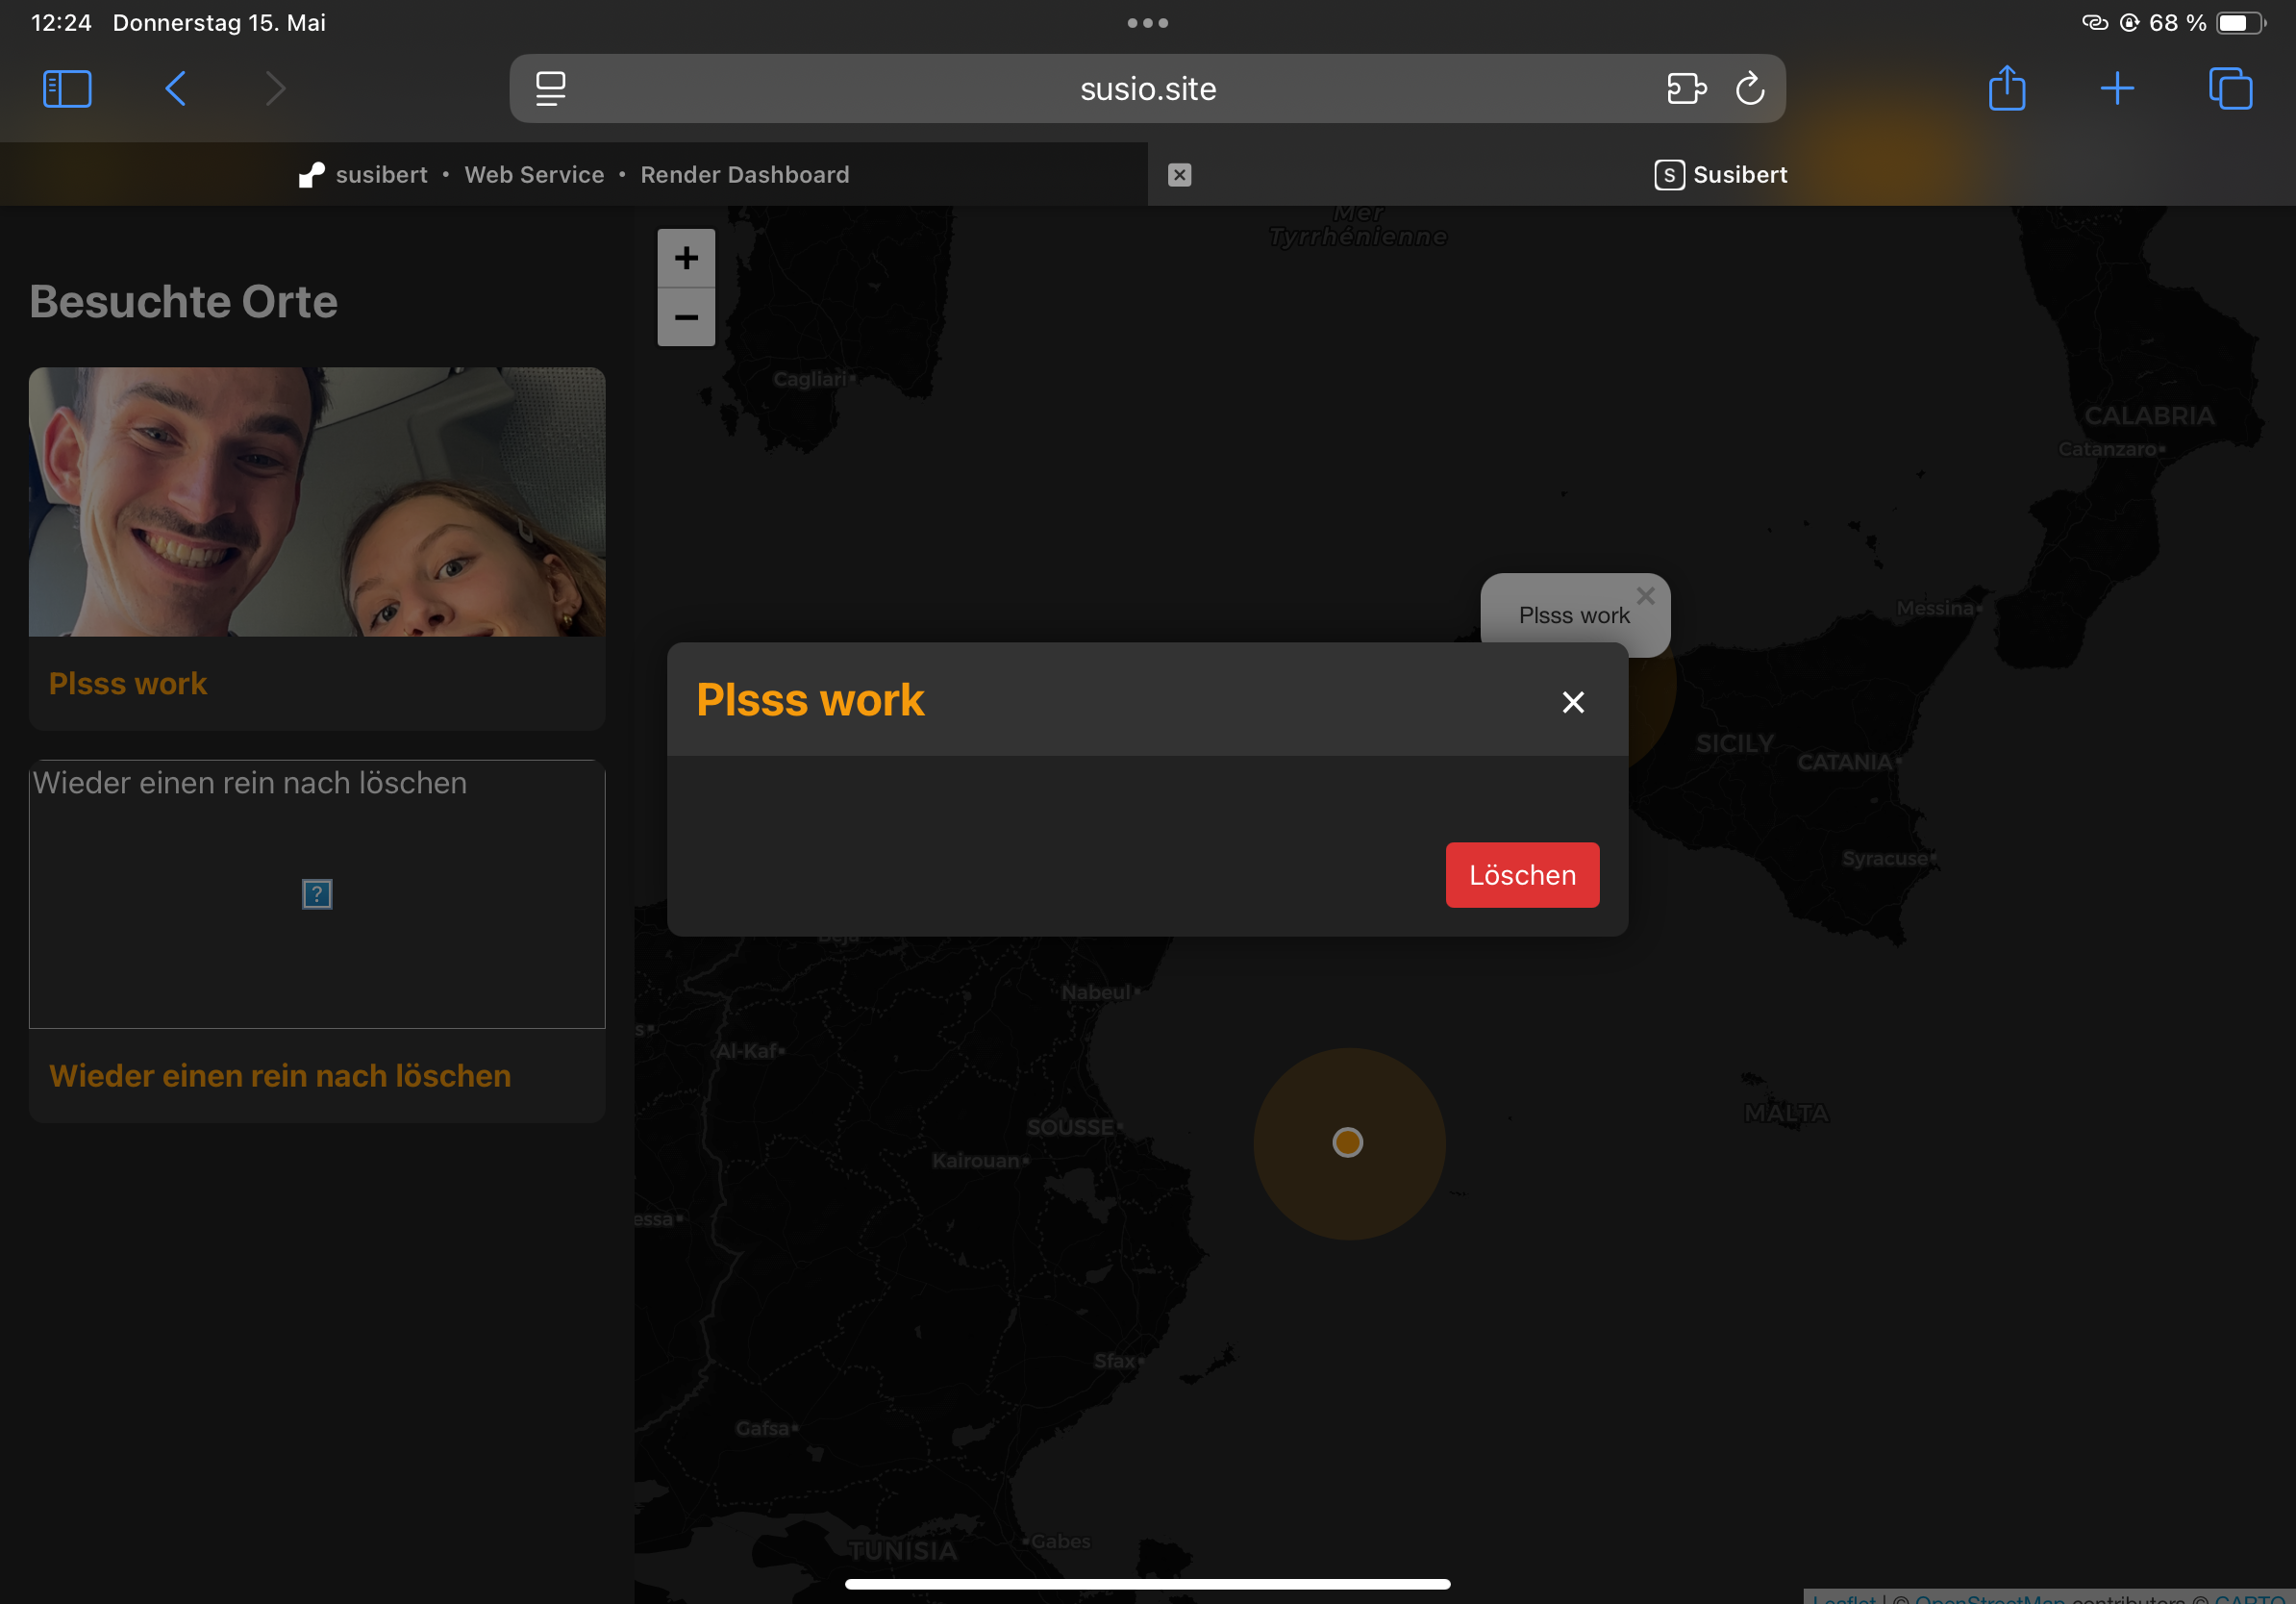 12:24 Donnerstag 15. Mai
68 %
susio.site
susibert • Web Service • Render Dashboard
S Susibert
Besuchte Orte
+
−
Mer
Tyrrhénienne
Cagliari
CALABRIA
Catanzaro
Messina
Plsss work
Plsss work
Plsss work
SICILY
CATANIA
Wieder einen rein nach löschen
Syracuse
Löschen
Nabeul
Al-Kaf
Wieder einen rein nach löschen
MALTA
SOUSSE
Kairouan
Sfax
Gafsa
Gabes
TUNISIA
Leaflet | © OpenStreetMap contributors © CARTO